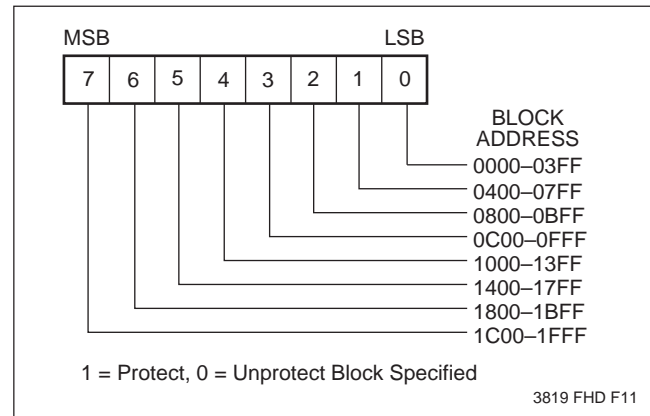 MSB LSB
7 6 5 4 3 2 1 0
BLOCK
ADDRESS
0000–03FF
0400–07FF
0800–0BFF
0C00–0FFF
1000–13FF
1400–17FF
1800–1BFF
1C00–1FFF
1 = Protect, 0 = Unprotect Block Specified
3819 FHD F11